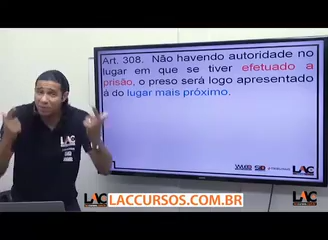 Art. 308. Não havendo autoridade no
lugar em que se tiver efetuado a
prisão, o preso será logo apresentado
à do lugar mais próximo.
LAC
LAC
LACCURSOS.COM.BR
LAC